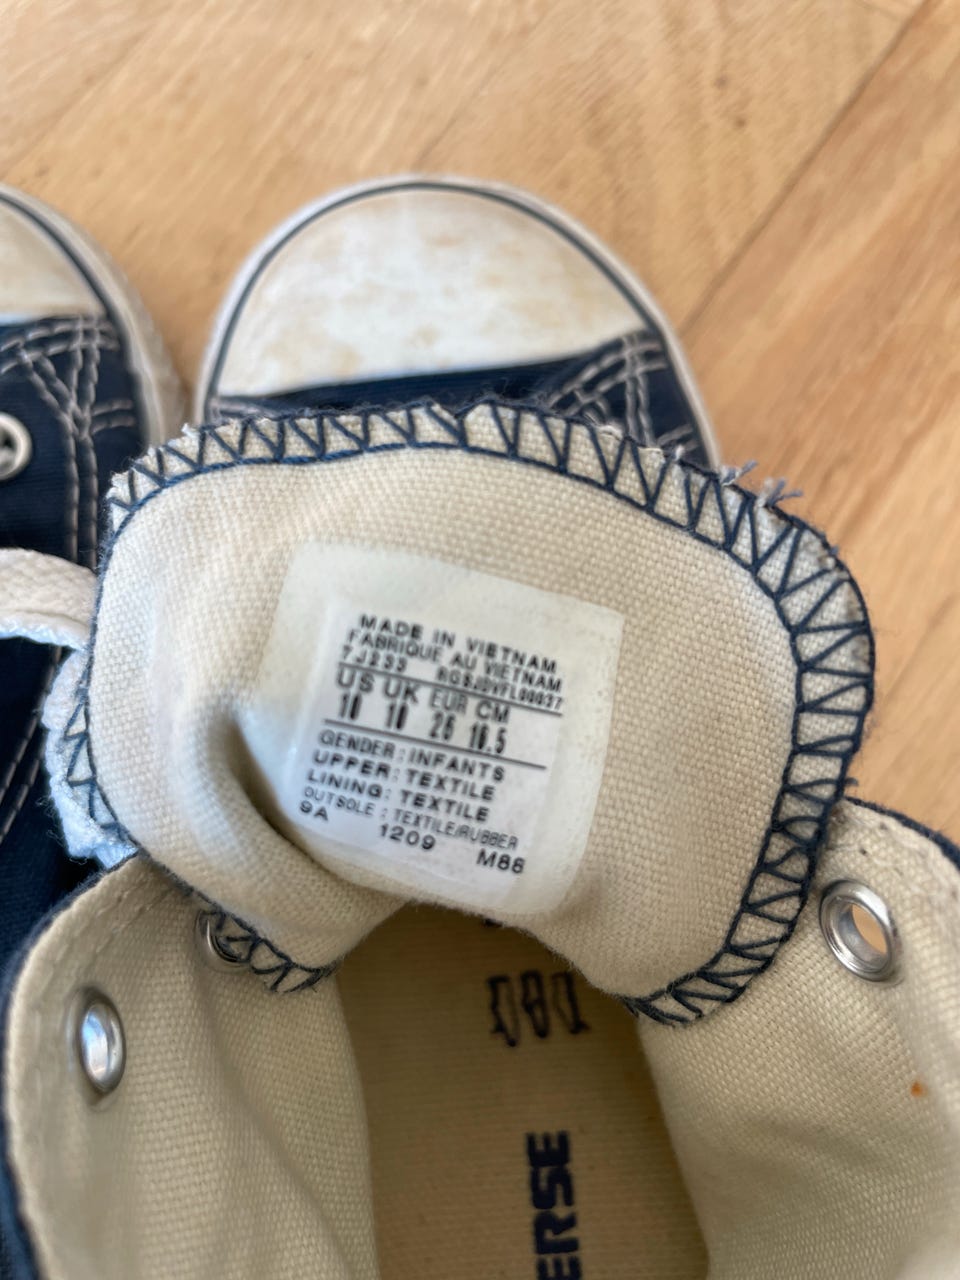 MADE IN VIETNAM
FABRIQUE AU VIETNAM
7J233
US UK EUR CM
10 10 26 16.5
GENDER: INFANTS
UPPER: TEXTILE
LINING: TEXTILE
OUTSOLE: TEXTILE/RUBBER
9A 1209 M86
ERSE